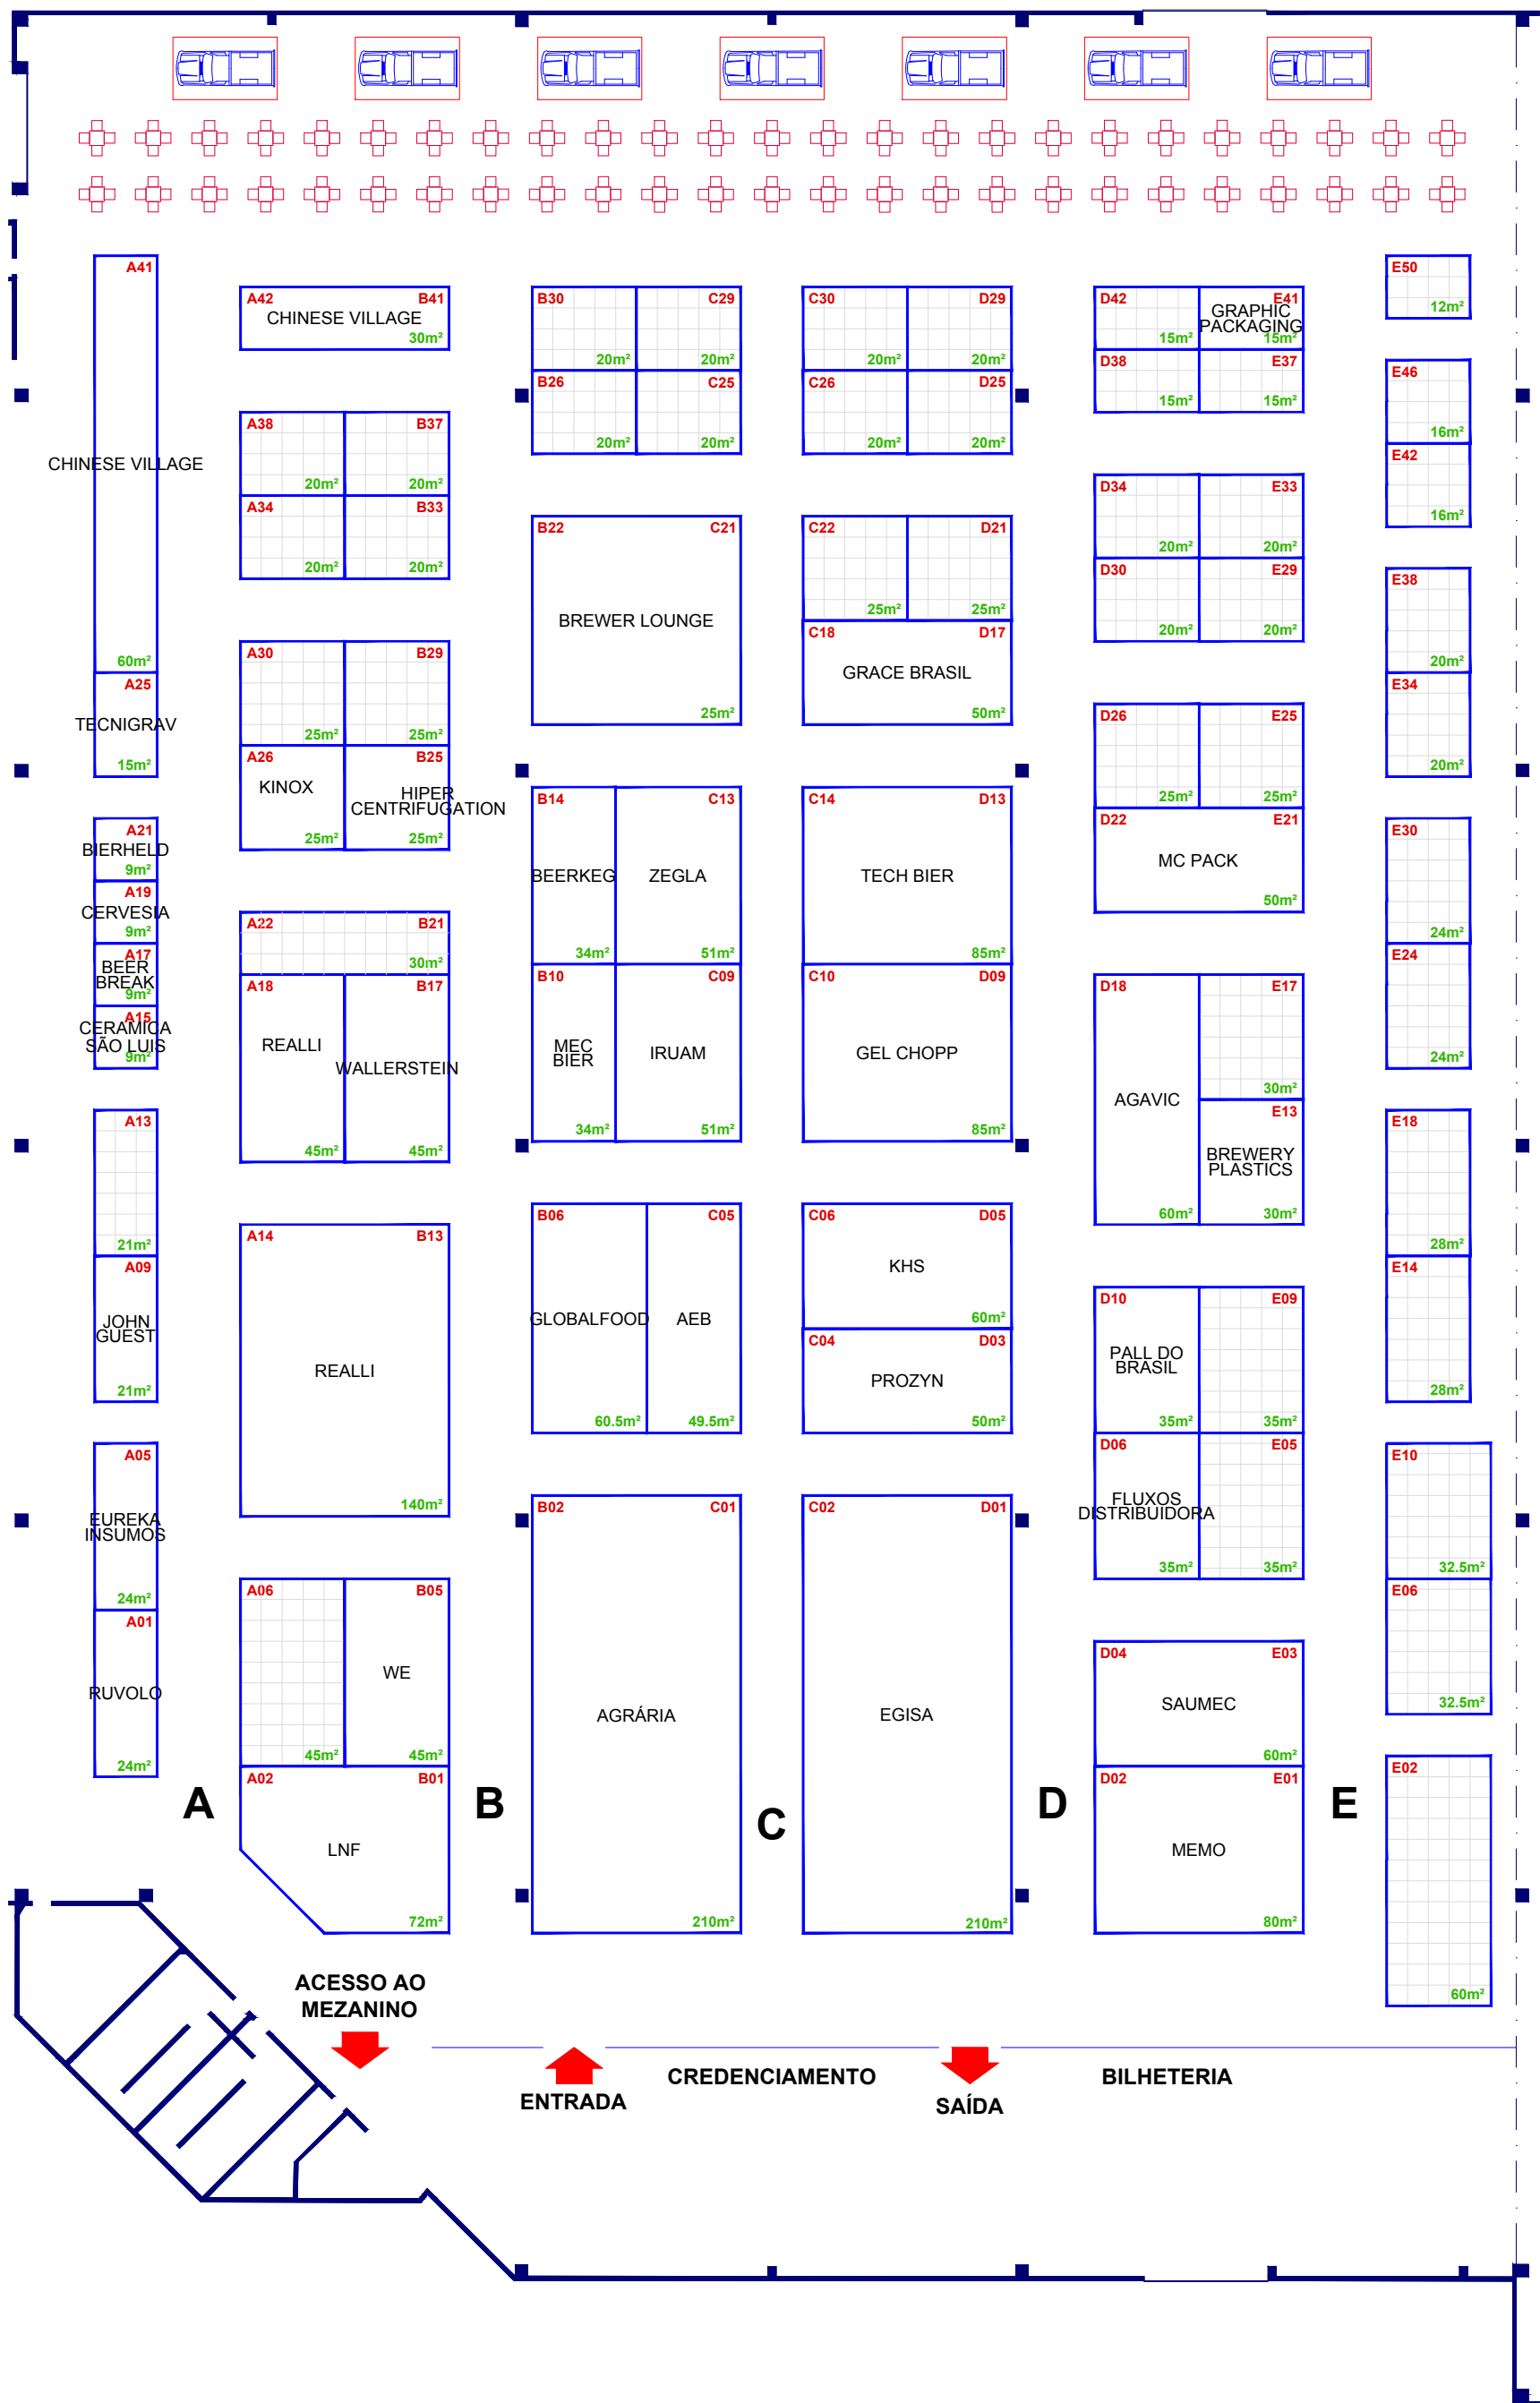 A41
CHINESE VILLAGE
60m²
A25
TECNIGRAV
15m²
A21
BIERHELD
9m²
A19
CERVESIA
9m²
A17
BEER
BREAK
9m²
A15
CERAMICA
SÃO LUIS
9m²
A13
21m²
A09
JOHN
GUEST
21m²
A05
EUREKA
INSUMOS
24m²
A01
RUVOLO
24m²
A
A42 B41
CHINESE VILLAGE
30m²
A38 B37
20m² 20m²
A34 B33
20m² 20m²
A30 B29
25m² 25m²
A26
KINOX
25m²
B25
HIPER
CENTRIFUGATION
25m²
A22 B21
30m²
A18
REALLI
45m²
B17
WALLERSTEIN
45m²
A14 B13
REALLI
140m²
A06
45m²
B05
WE
45m²
A02 B01
LNF
72m²
B
B30 C29
20m² 20m²
B26 C25
20m² 20m²
B22 C21
BREWER LOUNGE
25m²
B14
BEERKEG
34m²
C13
ZEGLA
51m²
B10
MEC
BIER
34m²
C09
IRUAM
51m²
B06
GLOBALFOOD
60.5m²
C05
AEB
49.5m²
B02 C01
AGRÁRIA
210m²
C
C30 D29
20m² 20m²
C26 D25
20m² 20m²
C22 D21
25m² 25m²
C18 D17
GRACE BRASIL
50m²
C14 D13
TECH BIER
85m²
C10 D09
GEL CHOPP
85m²
C06 D05
KHS
60m²
C04 D03
PROZYN
50m²
C02 D01
EGISA
210m²
D
D42
15m²
E41
GRAPHIC
PACKAGING
15m²
D38 E37
15m² 15m²
D34 E33
20m² 20m²
D30 E29
20m² 20m²
D26 E25
25m² 25m²
D22 E21
MC PACK
50m²
D18
AGAVIC
60m²
E17
30m²
E13
BREWERY
PLASTICS
30m²
D10
PALL DO
BRASIL
35m²
E09
35m²
D06
FLUXOS
DISTRIBUIDORA
35m²
E05
35m²
D04 E03
SAUMEC
60m²
D02 E01
MEMO
80m²
E
E50
12m²
E46
16m²
E42
16m²
E38
20m²
E34
20m²
E30
24m²
E24
24m²
E18
28m²
E14
28m²
E10
32.5m²
E06
32.5m²
E02
60m²
ACESSO AO
MEZANINO
ENTRADA
CREDENCIAMENTO
SAÍDA
BILHETERIA